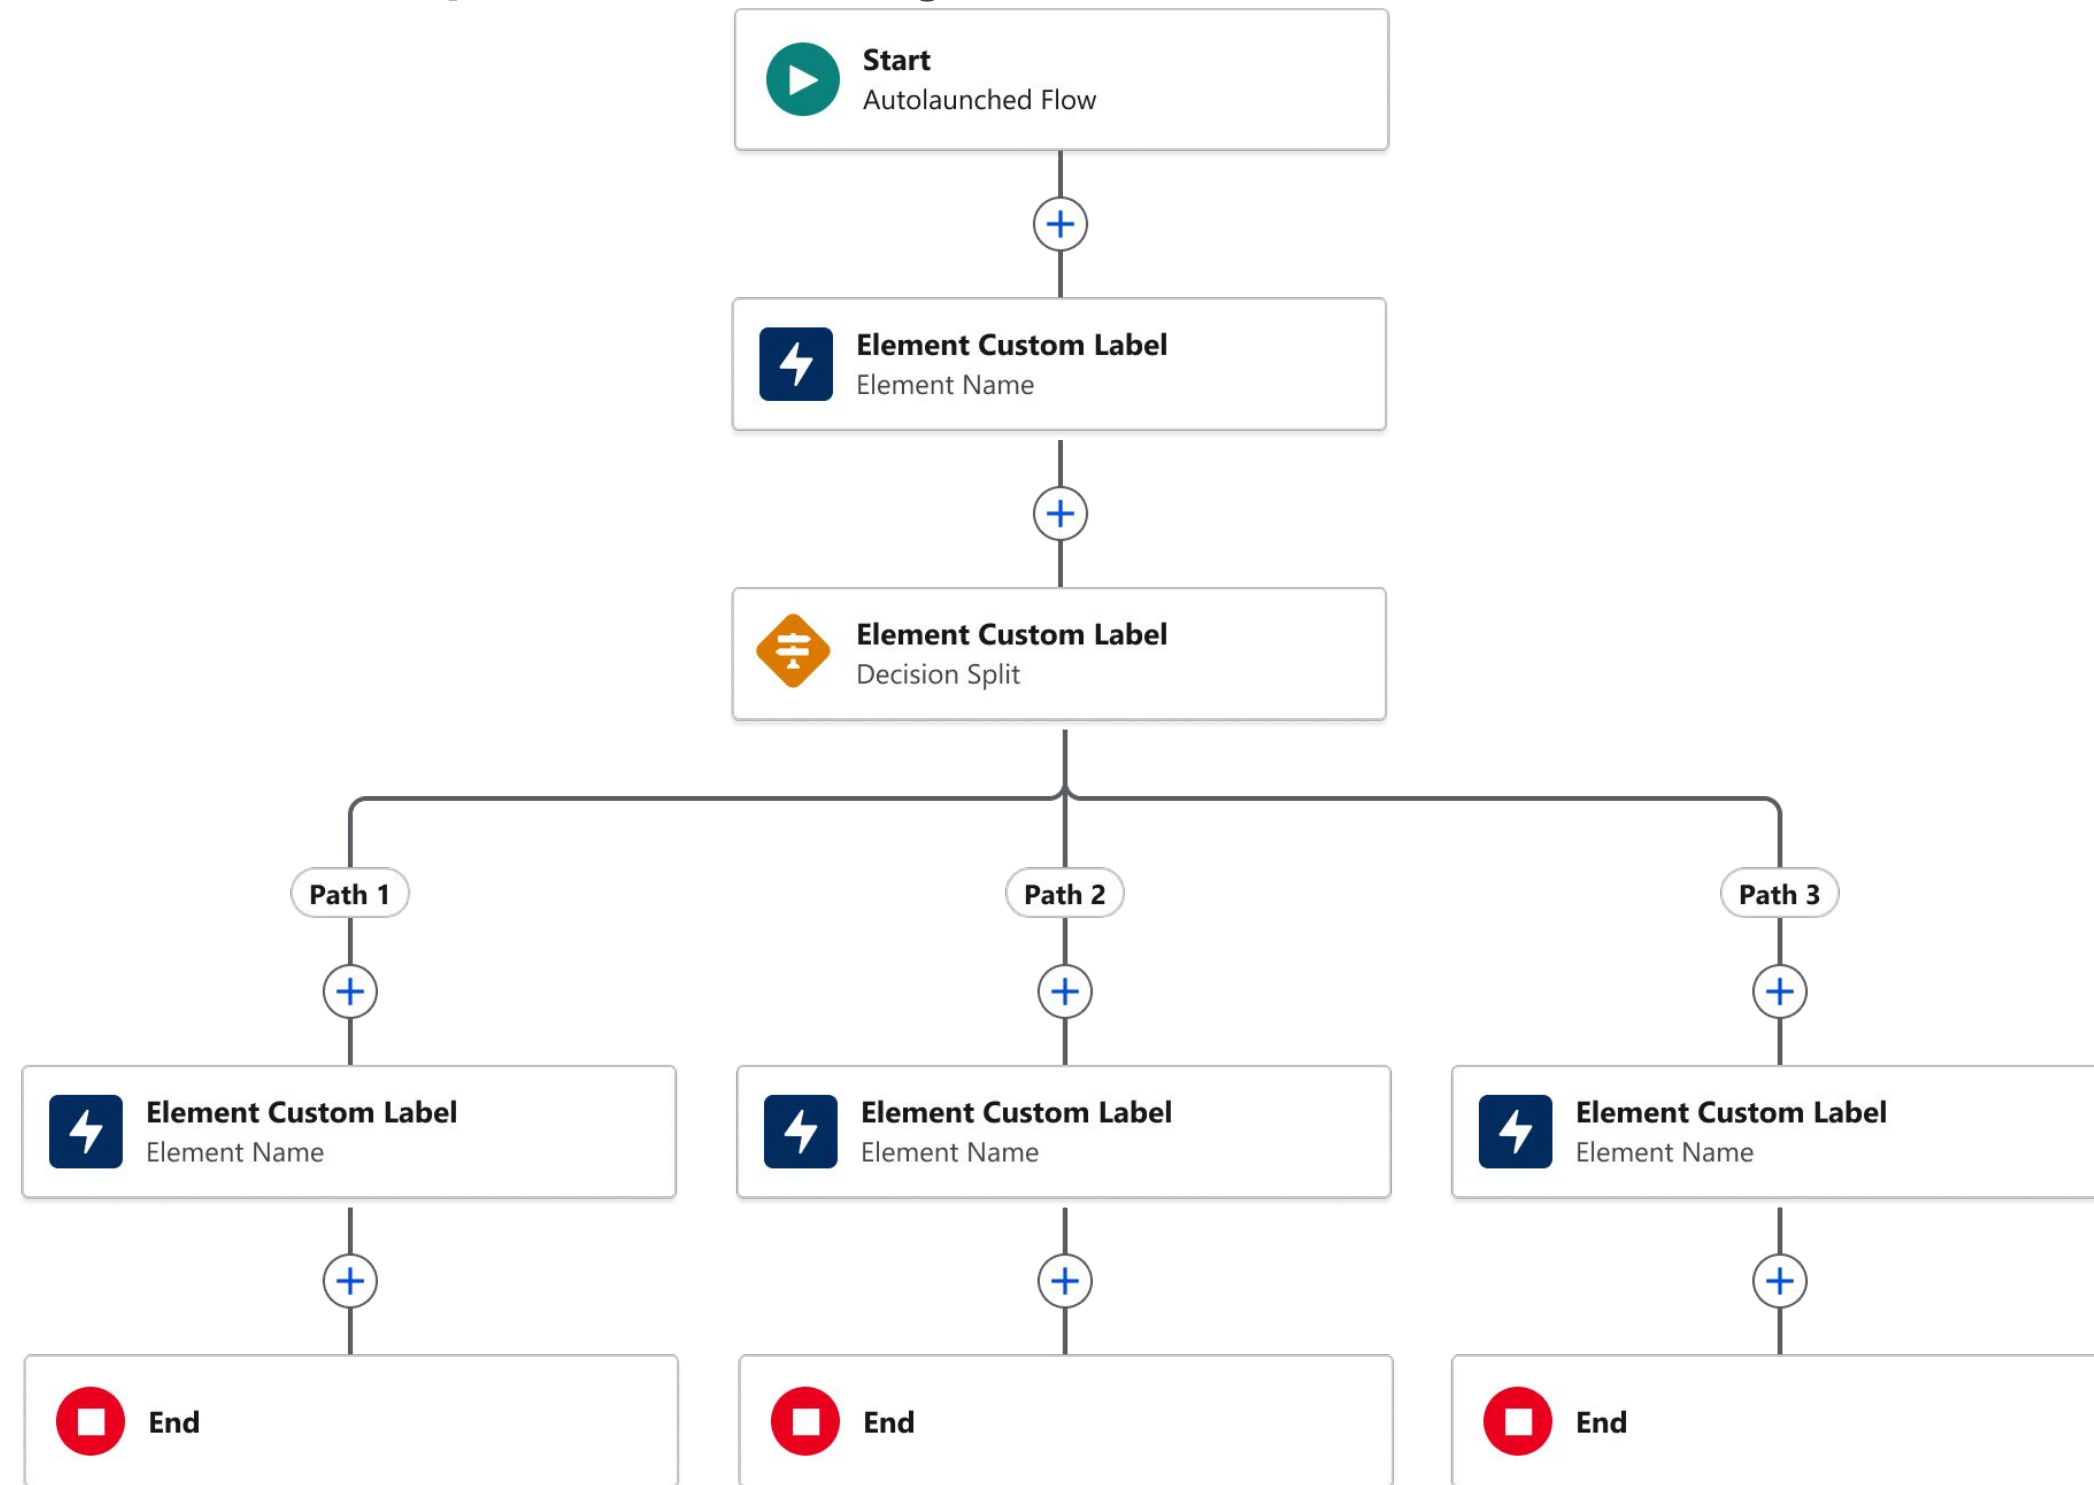 Start
Autolaunched Flow
Element Custom Label
Element Name
Element Custom Label
Decision Split
Path 1
Path 2
Path 3
Element Custom Label
Element Name
Element Custom Label
Element Name
Element Custom Label
Element Name
End
End
End